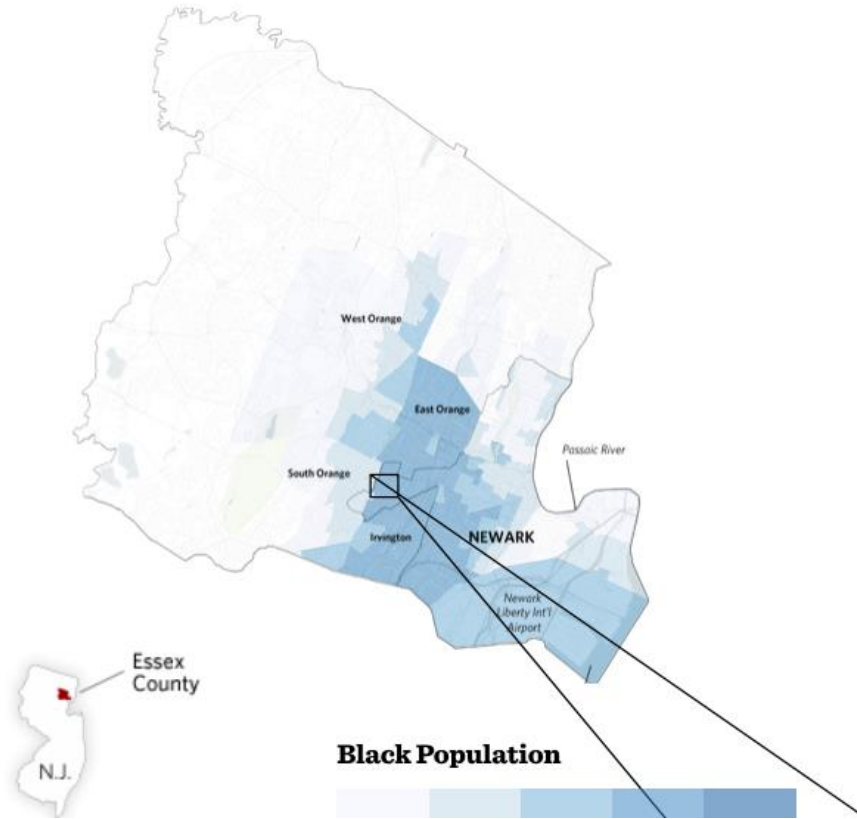 West Orange
East Orange
Passaic River
South Orange
Irvington
NEWARK
Newark
Liberty Int'l
Airport
Essex
County
N.J.
Black Population